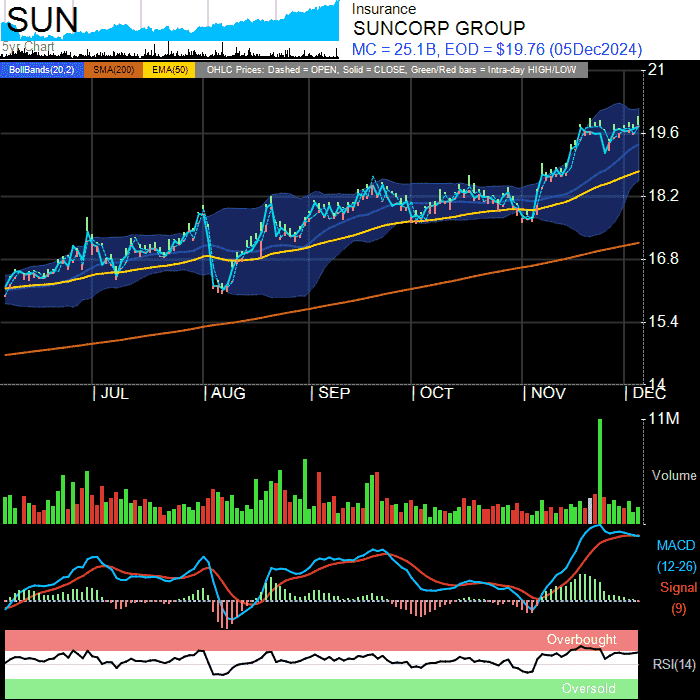 SUN
5yr Chart
Insurance
SUNCORP GROUP
MC = 25.1B, EOD = $19.76 (05Dec2024)
BollBands(20,2) SMA(200) EMA(50) OHLC Prices: Dashed = OPEN, Solid = CLOSE, Green/Red bars = Intra-day HIGH/LOW
21
19.6
18.2
16.8
15.4
14
JUL AUG SEP OCT NOV DEC
11M
Volume
MACD
(12-26)
Signal
(9)
Overbought
RSI(14)
Oversold